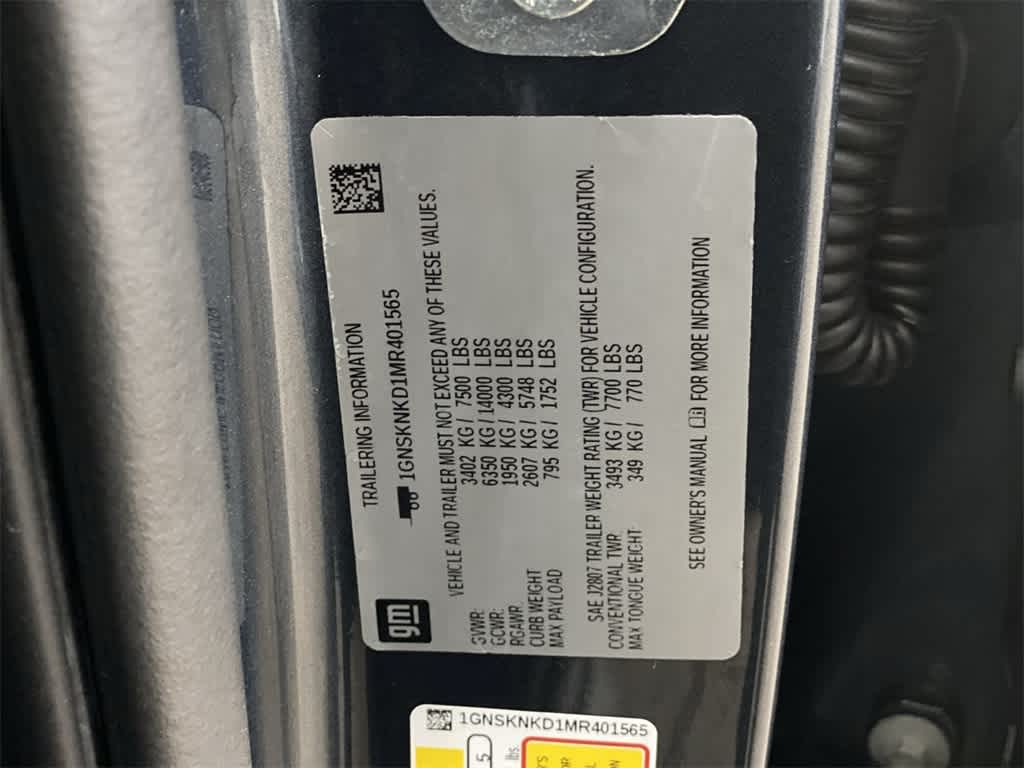 TRAILERING INFORMATION
1GNSKNKD1MR401565
VEHICLE AND TRAILER MUST NOT EXCEED ANY OF THESE VALUES.
GVWR: 3402 KG/ 7500 LBS
GCWR: 6350 KG/14000 LBS
RGAWR 1950 KG/ 4300 LBS
CURB WEIGHT 2607 KG/ 5748 LBS
MAX PAYLOAD 795 KG/ 1752 LBS
SAE J2807 TRAILER WEIGHT RATING (TWR) FOR VEHICLE CONFIGURATION.
CONVENTIONAL TWR 3493 KG/ 7700 LBS
MAX TONGUE WEIGHT 349 KG/ 770 LBS
SEE OWNER'S MANUAL FOR MORE INFORMATION
gm
1GNSKNKD1MR401565
5
lbs